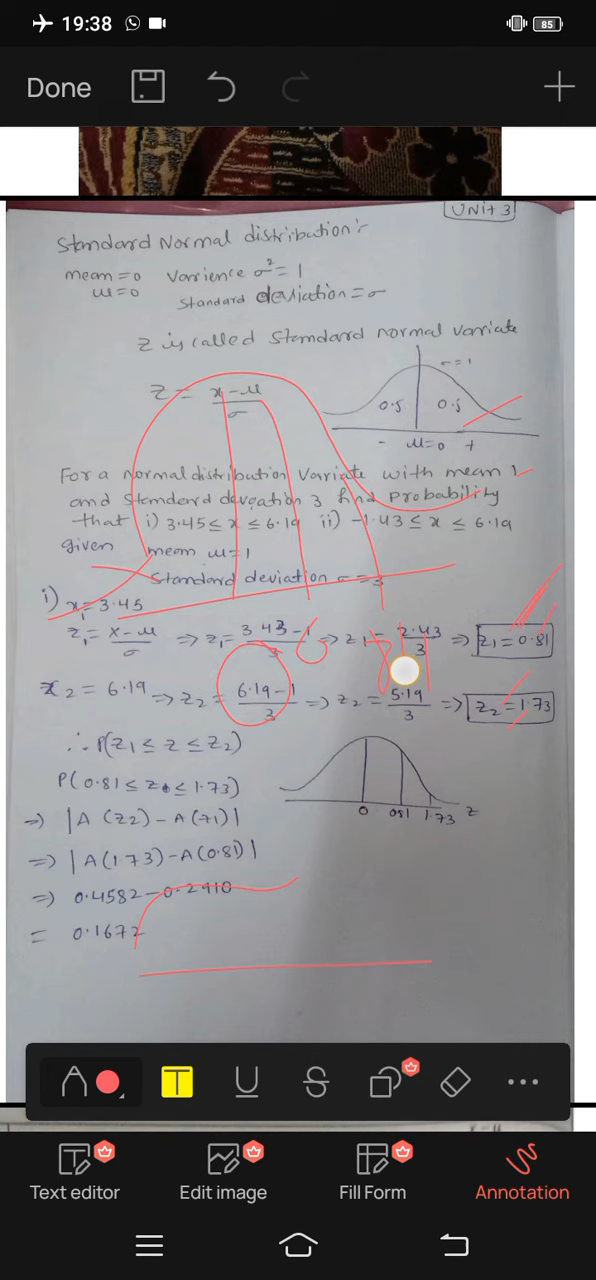 19:38
85
Done
UNit 3
Standard Normal distribution:-
mean = 0 Varience σ² = 1
μ = 0 Standard deviation = σ
Z is called Standard normal variate
Z = x - μ / σ
σ = 1
0.5 0.5
- μ = 0 +
For a normal distribution Variate with mean 1
and Standerd deveation 3 find Probability
that i) 3.45 ≤ x ≤ 6.19 ii) -1.43 ≤ x ≤ 6.19
given mean μ = 1
Standard deviation σ = 3
i) x₁ = 3.45
Z₁ = x - μ / σ => Z₁ = 3.43 - 1 / 3 => Z₁ = 2.43 / 3 => Z₁ = 0.81
x₂ = 6.19 => Z₂ = 6.19 - 1 / 3 => Z₂ = 5.19 / 3 => Z₂ = 1.73
∴ P(Z₁ ≤ Z ≤ Z₂)
P(0.81 ≤ Z ≤ 1.73)
0 081 1.73 Z
=> |A (Z2) - A (Z1)|
=> |A(1.73) - A(0.81)|
=> 0.4582 - 0.2910
= 0.1672
T U S
Text editor Edit image Fill Form Annotation